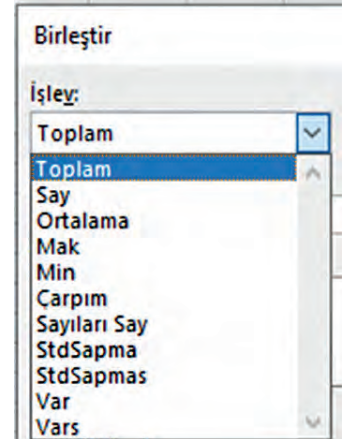 Birleştir
İşlev:
Toplam
Toplam
Say
Ortalama
Mak
Min
Çarpım
Sayıları Say
StdSapma
StdSapmas
Var
Vars